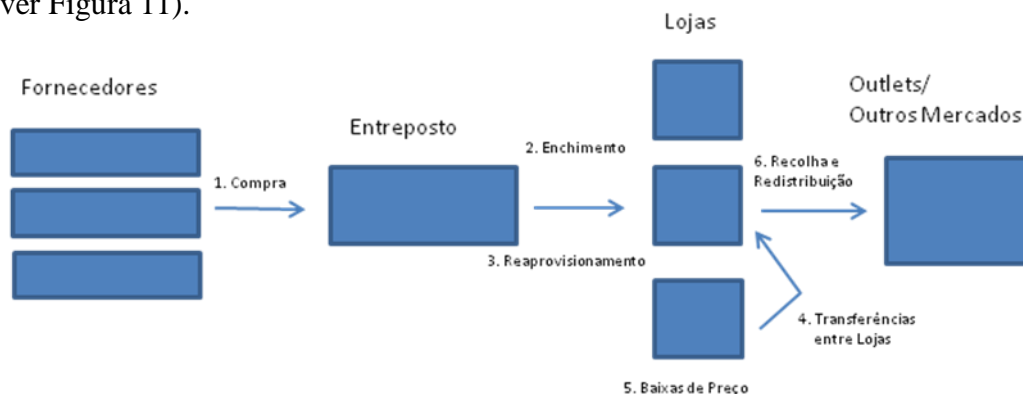 ver Figura 11).
Lojas
Fornecedores
Outlets/
Outros Mercados
Entreposto
2. Enchimento
1. Compra
6. Recolha e
Redistribuição
3. Reaprovisionamento
4. Transferências
entre Lojas
5. Baixas de Preço